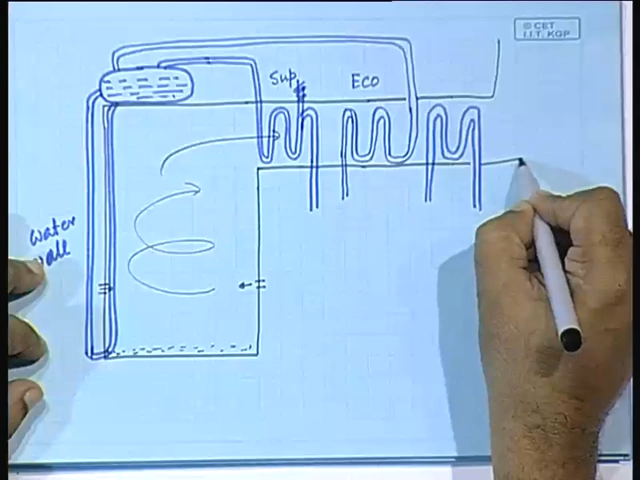 © CET
I.I.T. KGP
Sup
Eco
water
wall